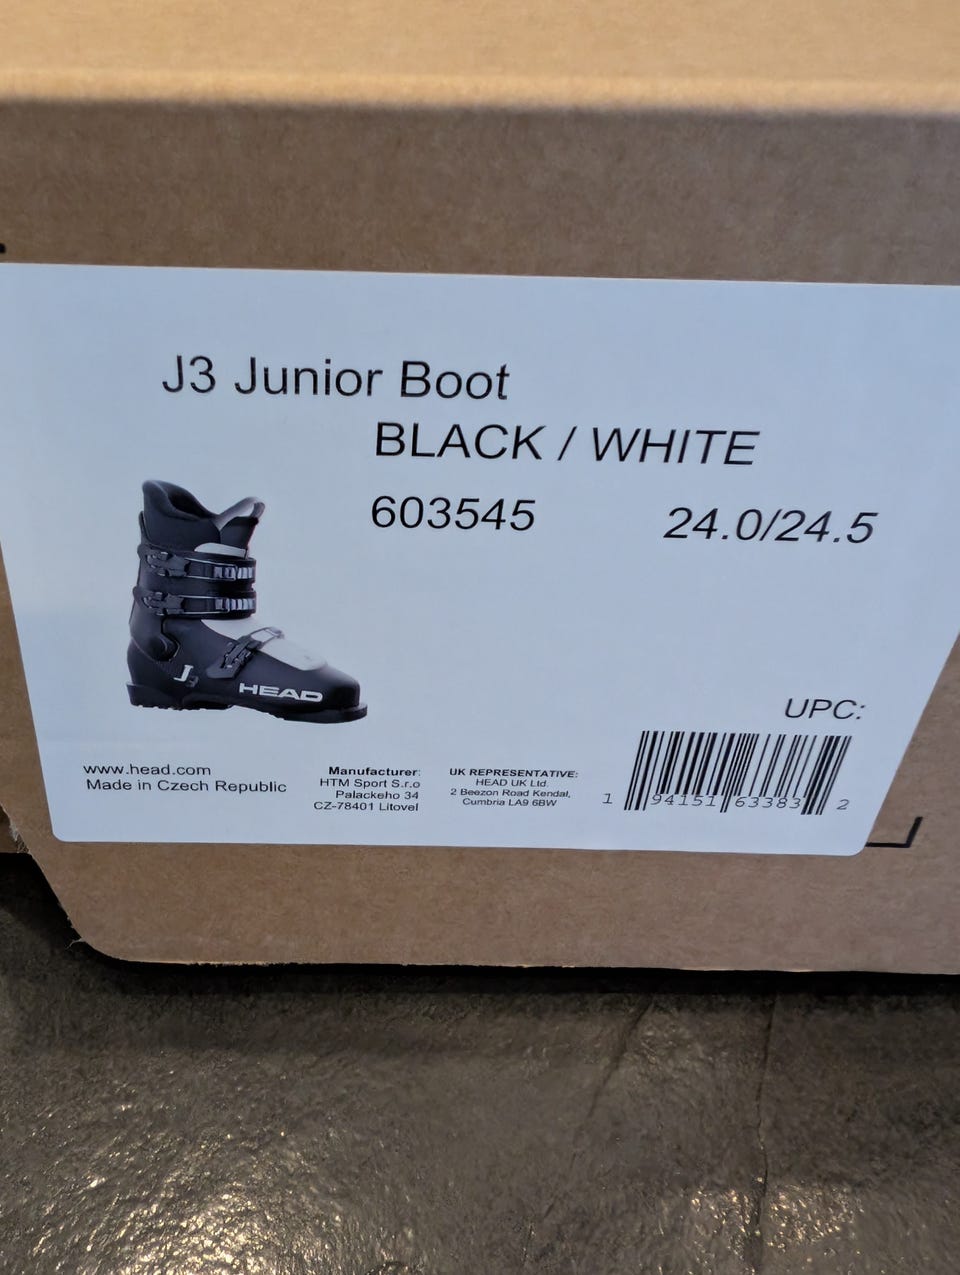 J3 Junior Boot
BLACK / WHITE
603545 24.0/24.5
J3
HEAD
UPC:
1 94151 63383 2
www.head.com
Made in Czech Republic
Manufacturer:
HTM Sport S.r.o
Palackeho 34
CZ-78401 Litovel
UK REPRESENTATIVE:
HEAD UK Ltd.
2 Beezon Road Kendal,
Cumbria LA9 6BW